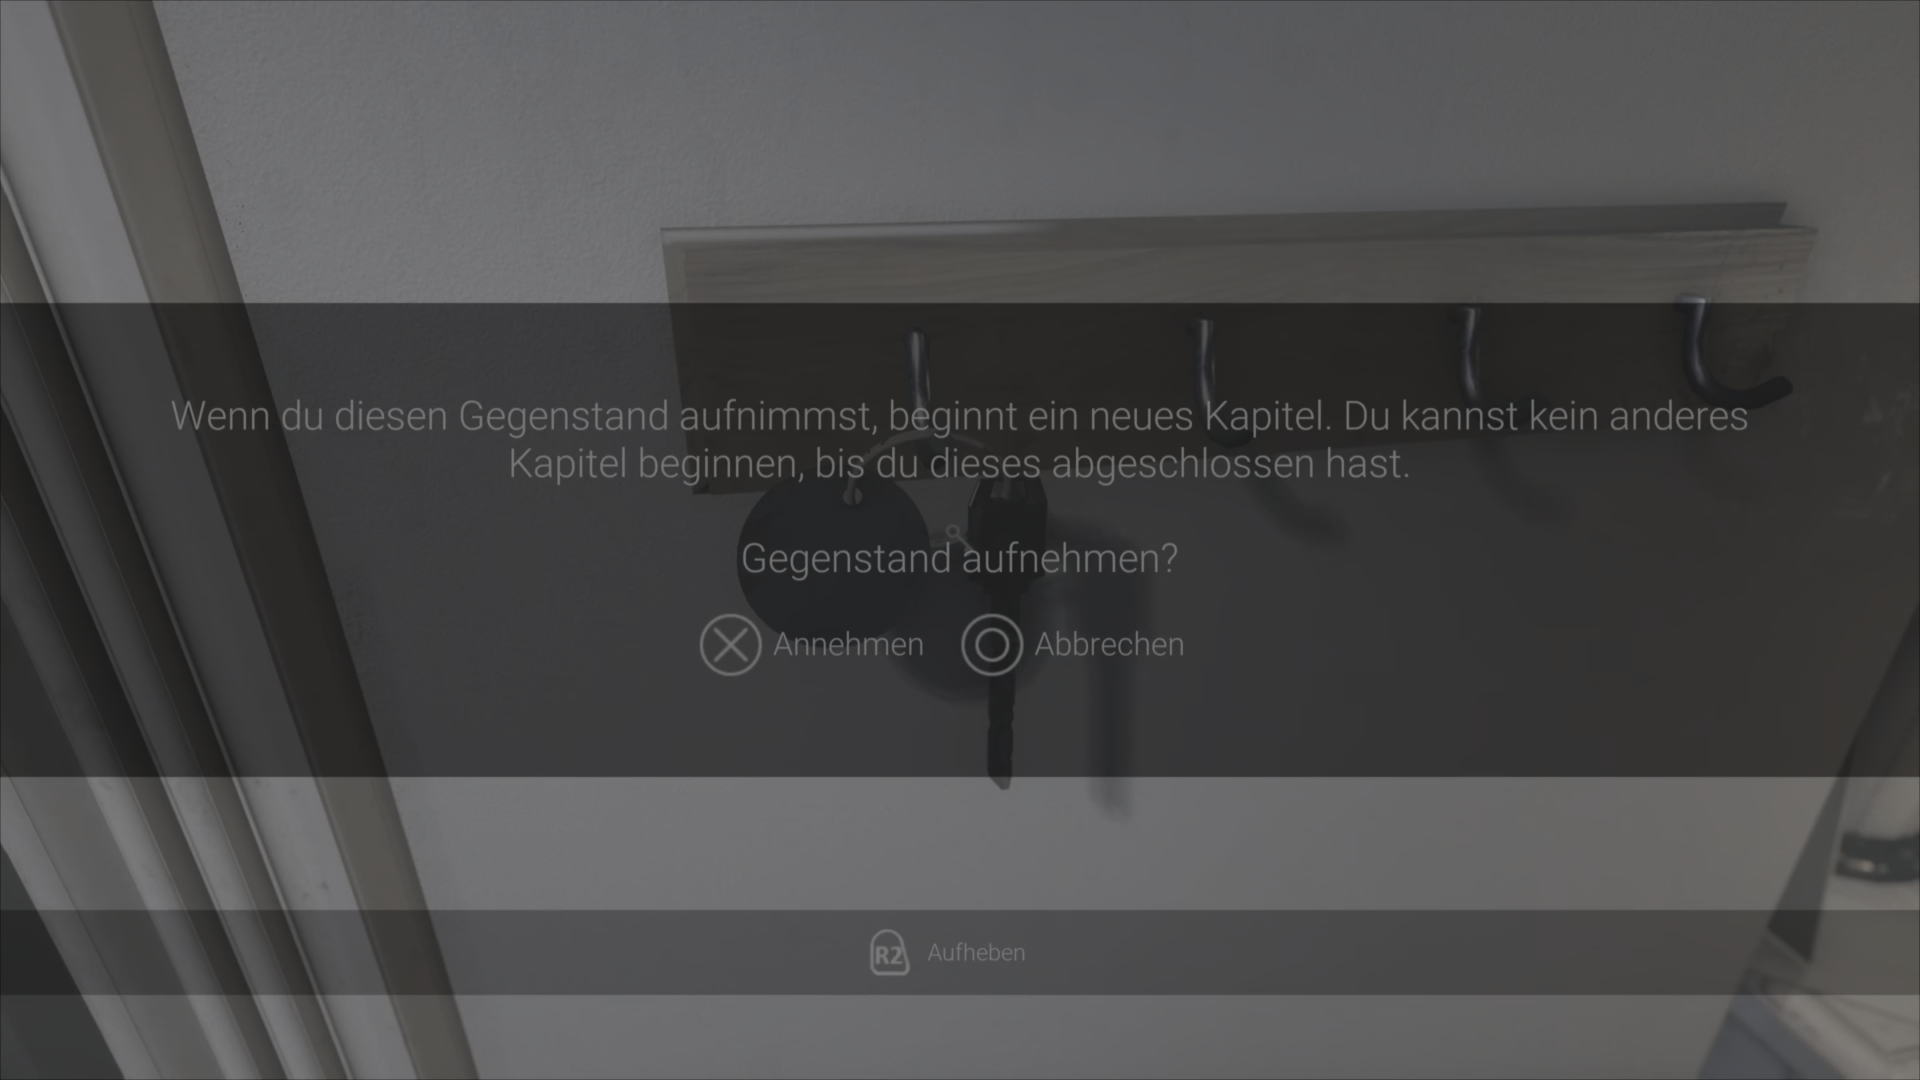 Wenn du diesen Gegenstand aufnimmst, beginnt ein neues Kapitel. Du kannst kein anderes
Kapitel beginnen, bis du dieses abgeschlossen hast.
Gegenstand aufnehmen?
Annehmen Abbrechen
R2 Aufheben